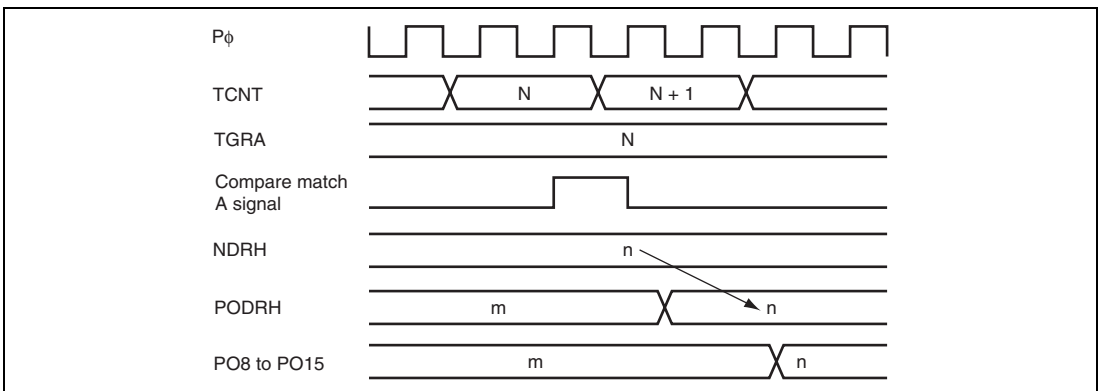 Pϕ
TCNT N N + 1
TGRA N
Compare match
A signal
NDRH n
PODRH m n
PO8 to PO15 m n